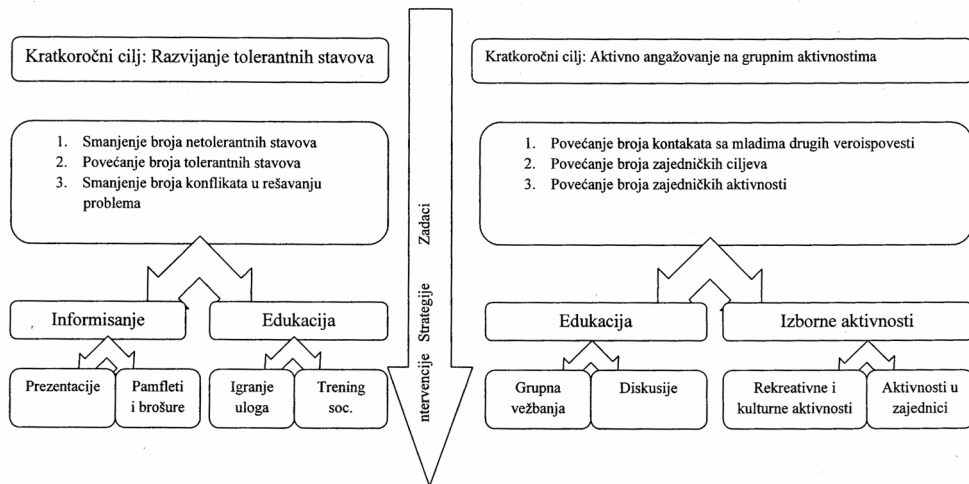 Kratkoročni cilj: Razvijanje tolerantnih stavova
Kratkoročni cilj: Aktivno angažovanje na grupnim aktivnostima
1. Smanjenje broja netolerantnih stavova
2. Povećanje broja tolerantnih stavova
3. Smanjenje broja konflikata u rešavanju
problema
1. Povećanje broja kontakata sa mladima drugih veroispovesti
2. Povećanje broja zajedničkih ciljeva
3. Povećanje broja zajedničkih aktivnosti
ntervencije Strategije Zadaci
Informisanje
Edukacija
Edukacija
Izborne aktivnosti
Prezentacije
Pamfleti
i brošure
Igranje
uloga
Trening
soc.
Grupna
vežbanja
Diskusije
Rekreativne i
kulturne aktivnosti
Aktivnosti u
zajednici